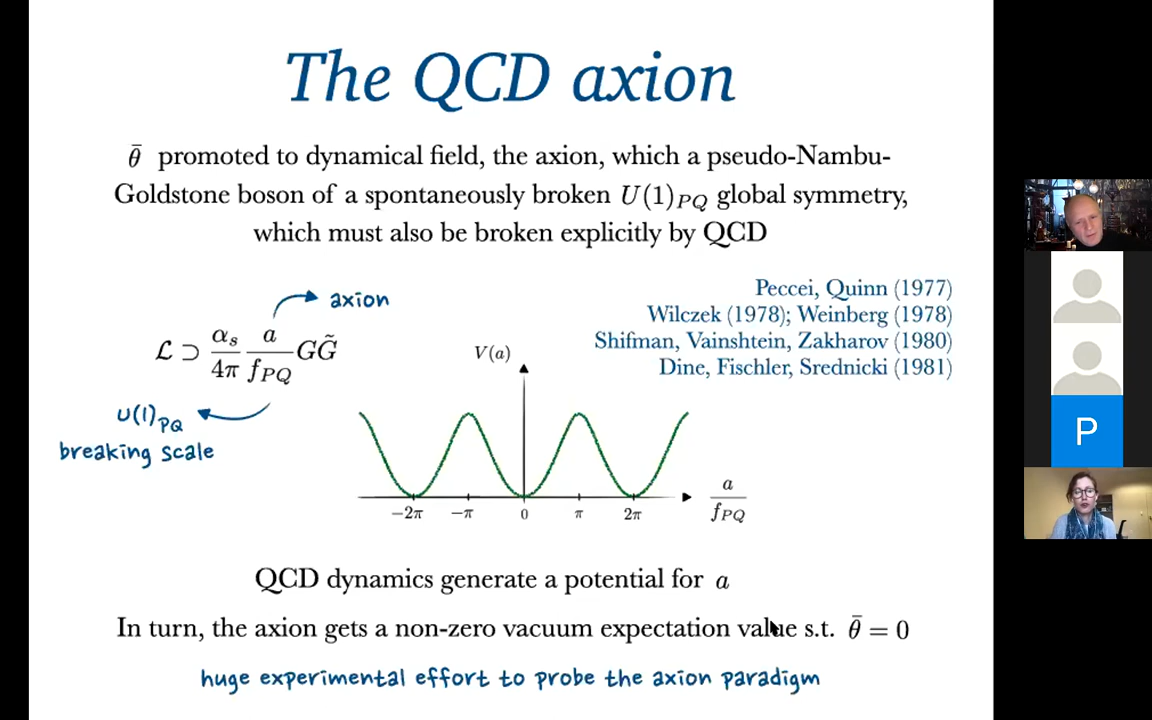 The QCD axion
θ̄ promoted to dynamical field, the axion, which a pseudo-Nambu-
Goldstone boson of a spontaneously broken U(1)_PQ global symmetry,
which must also be broken explicitly by QCD
axion
ℒ ⊃ α_s/4π a/f_PQ GG̃
U(1)_PQ
breaking scale
Peccei, Quinn (1977)
Wilczek (1978); Weinberg (1978)
Shifman, Vainshtein, Zakharov (1980)
Dine, Fischler, Srednicki (1981)
V(a)
−2π −π 0 π 2π
a/f_PQ
QCD dynamics generate a potential for a
In turn, the axion gets a non-zero vacuum expectation value s.t. θ̄ = 0
huge experimental effort to probe the axion paradigm
P